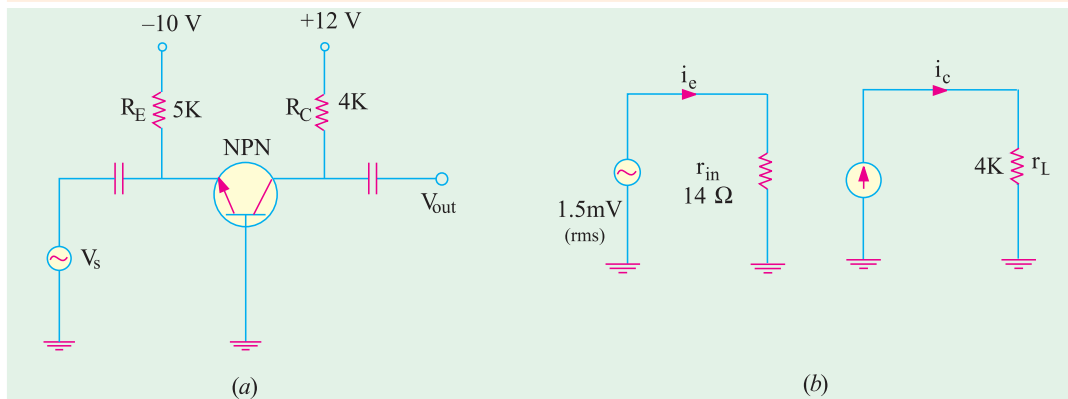 –10 V
+12 V
R_E 5K
R_C 4K
NPN
V_out
V_s
(a)
i_e
i_c
r_in
14 Ω
1.5mV
(rms)
4K r_L
(b)